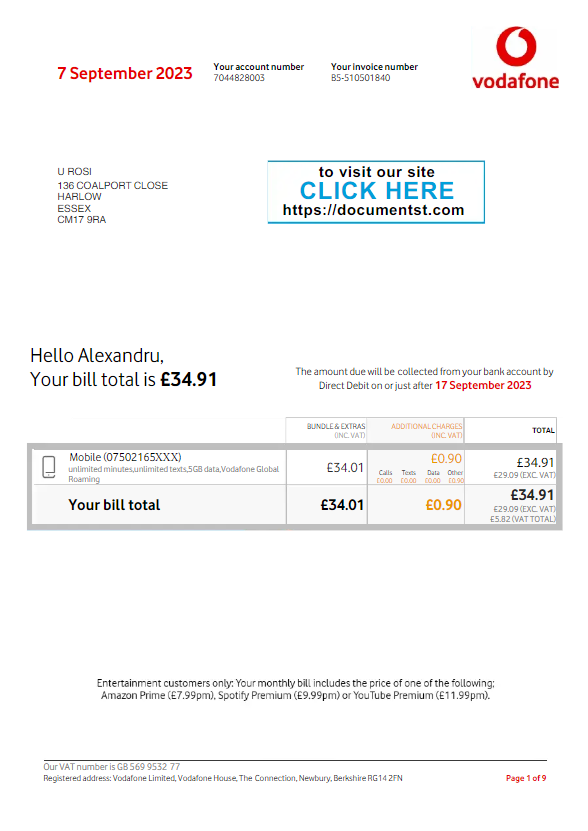 7 September 2023
Your account number
7044828003
Your invoice number
B5-510501840
vodafone
U ROSI
136 COALPORT CLOSE
HARLOW
ESSEX
CM17 9RA
to visit our site
CLICK HERE
https://documentst.com
Hello Alexandru,
Your bill total is £34.91
The amount due will be collected from your bank account by
Direct Debit on or just after 17 September 2023
BUNDLE & EXTRAS
(INC. VAT)
ADDITIONAL CHARGES
(INC. VAT)
TOTAL
Mobile (07502165XXX)
unlimited minutes,unlimited texts,5GB data,Vodafone Global
Roaming
£34.01
£0.90
Calls Texts Data Other
£0.00 £0.00 £0.00 £0.90
£34.91
£29.09 (EXC. VAT)
Your bill total
£34.01
£0.90
£34.91
£29.09 (EXC. VAT)
£5.82 (VAT TOTAL)
Entertainment customers only: Your monthly bill includes the price of one of the following;
Amazon Prime (£7.99pm), Spotify Premium (£9.99pm) or YouTube Premium (£11.99pm).
Our VAT number is GB 569 9532 77
Registered address: Vodafone Limited, Vodafone House, The Connection, Newbury, Berkshire RG14 2FN
Page 1 of 9